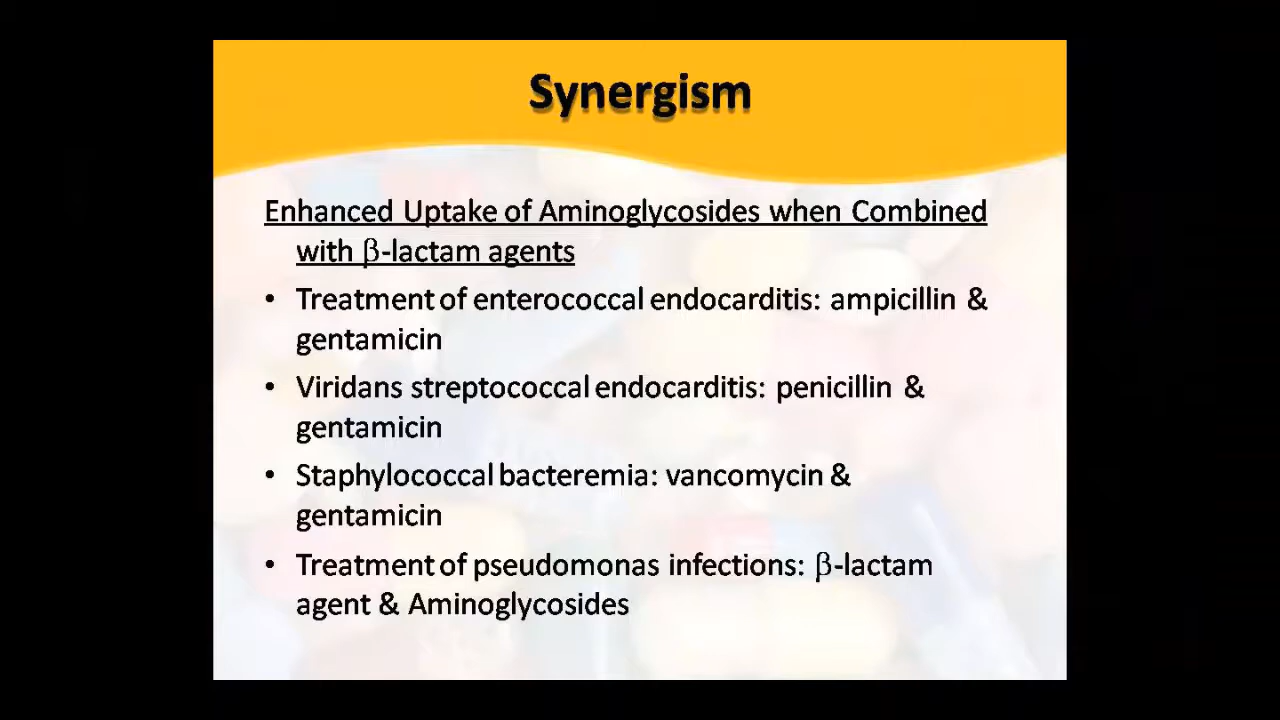 Synergism
Enhanced Uptake of Aminoglycosides when Combined
with β-lactam agents
• Treatment of enterococcal endocarditis: ampicillin &
gentamicin
• Viridans streptococcal endocarditis: penicillin &
gentamicin
• Staphylococcal bacteremia: vancomycin &
gentamicin
• Treatment of pseudomonas infections: β-lactam
agent & Aminoglycosides